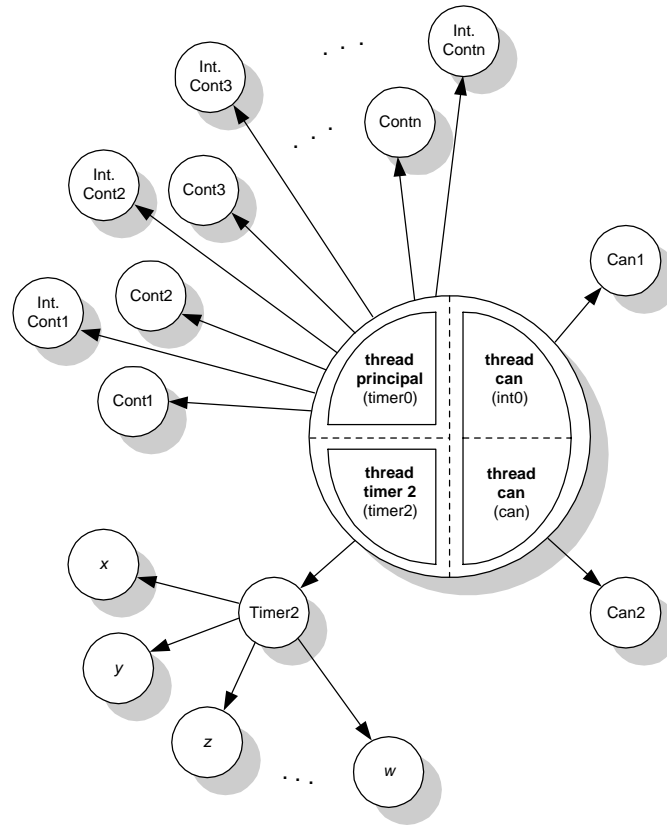 . . .
Int.
Contn
Int.
Cont3
. . .
Contn
Int.
Cont2
Cont3
Can1
Int.
Cont1
Cont2
thread
principal
(timer0)
thread
can
(int0)
Cont1
thread
timer 2
(timer2)
thread
can
(can)
x
Timer2
Can2
y
z
. . .
w